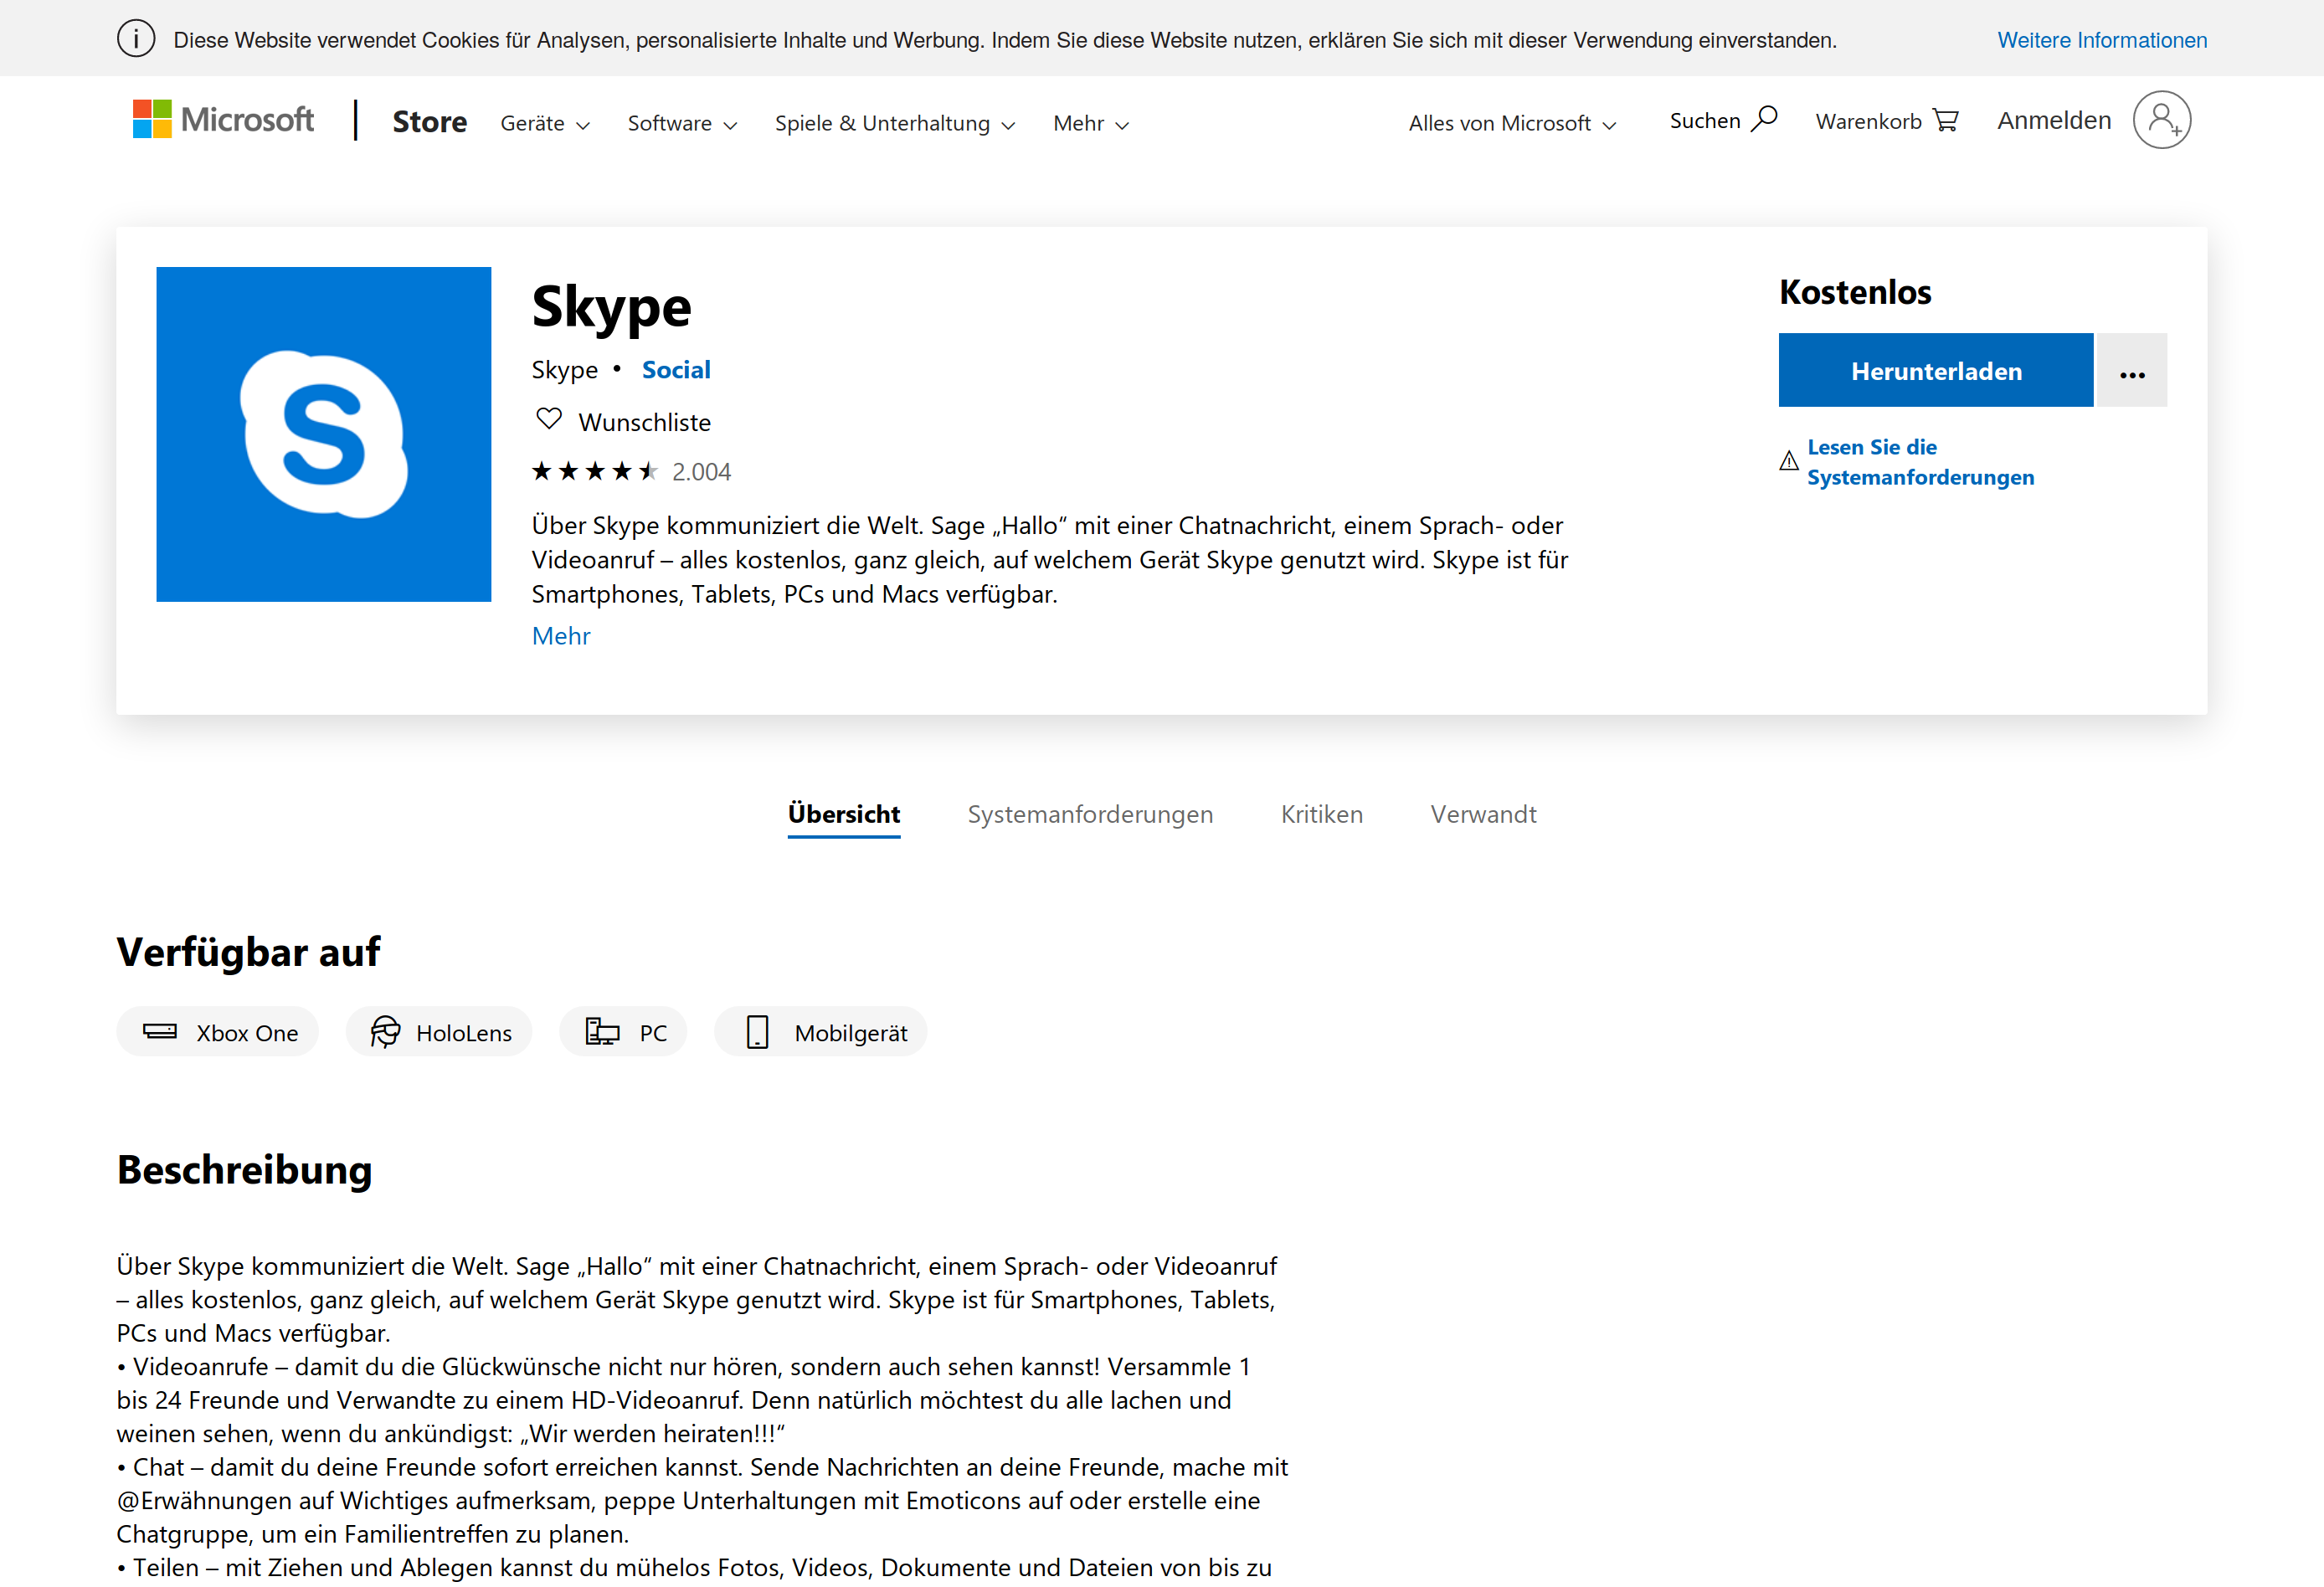 Diese Website verwendet Cookies für Analysen, personalisierte Inhalte und Werbung. Indem Sie diese Website nutzen, erklären Sie sich mit dieser Verwendung einverstanden. Weitere Informationen
Microsoft Store Geräte Software Spiele & Unterhaltung Mehr Alles von Microsoft Suchen Warenkorb Anmelden
Skype
Skype • Social
Wunschliste
2.004
Über Skype kommuniziert die Welt. Sage „Hallo“ mit einer Chatnachricht, einem Sprach- oder
Videoanruf – alles kostenlos, ganz gleich, auf welchem Gerät Skype genutzt wird. Skype ist für
Smartphones, Tablets, PCs und Macs verfügbar.
Mehr
Kostenlos
Herunterladen
Lesen Sie die
Systemanforderungen
Übersicht Systemanforderungen Kritiken Verwandt
Verfügbar auf
Xbox One HoloLens PC Mobilgerät
Beschreibung
Über Skype kommuniziert die Welt. Sage „Hallo“ mit einer Chatnachricht, einem Sprach- oder Videoanruf
– alles kostenlos, ganz gleich, auf welchem Gerät Skype genutzt wird. Skype ist für Smartphones, Tablets,
PCs und Macs verfügbar.
• Videoanrufe – damit du die Glückwünsche nicht nur hören, sondern auch sehen kannst! Versammle 1
bis 24 Freunde und Verwandte zu einem HD-Videoanruf. Denn natürlich möchtest du alle lachen und
weinen sehen, wenn du ankündigst: „Wir werden heiraten!!!“
• Chat – damit du deine Freunde sofort erreichen kannst. Sende Nachrichten an deine Freunde, mache mit
@Erwähnungen auf Wichtiges aufmerksam, peppe Unterhaltungen mit Emoticons auf oder erstelle eine
Chatgruppe, um ein Familientreffen zu planen.
• Teilen – mit Ziehen und Ablegen kannst du mühelos Fotos, Videos, Dokumente und Dateien von bis zu